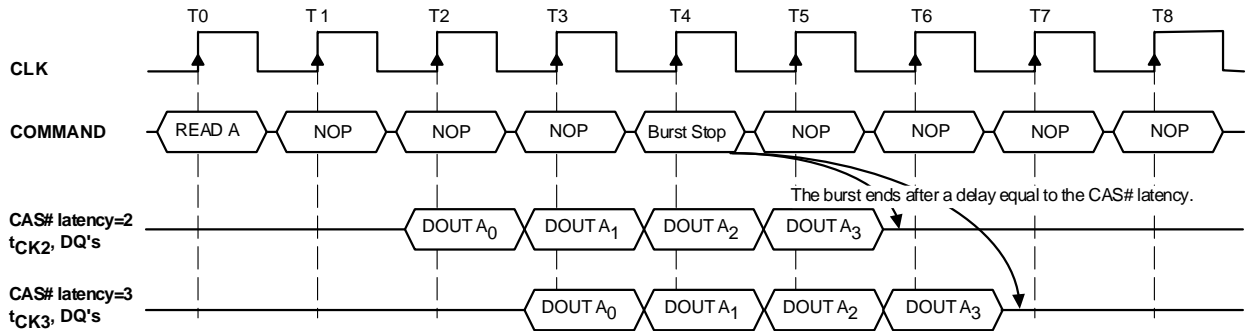 T0 T1 T2 T3 T4 T5 T6 T7 T8
CLK
COMMAND READ A NOP NOP NOP Burst Stop NOP NOP NOP NOP
The burst ends after a delay equal to the CAS# latency.
CAS# latency=2
tCK2, DQ's DOUT A0 DOUT A1 DOUT A2 DOUT A3
CAS# latency=3
tCK3, DQ's DOUT A0 DOUT A1 DOUT A2 DOUT A3